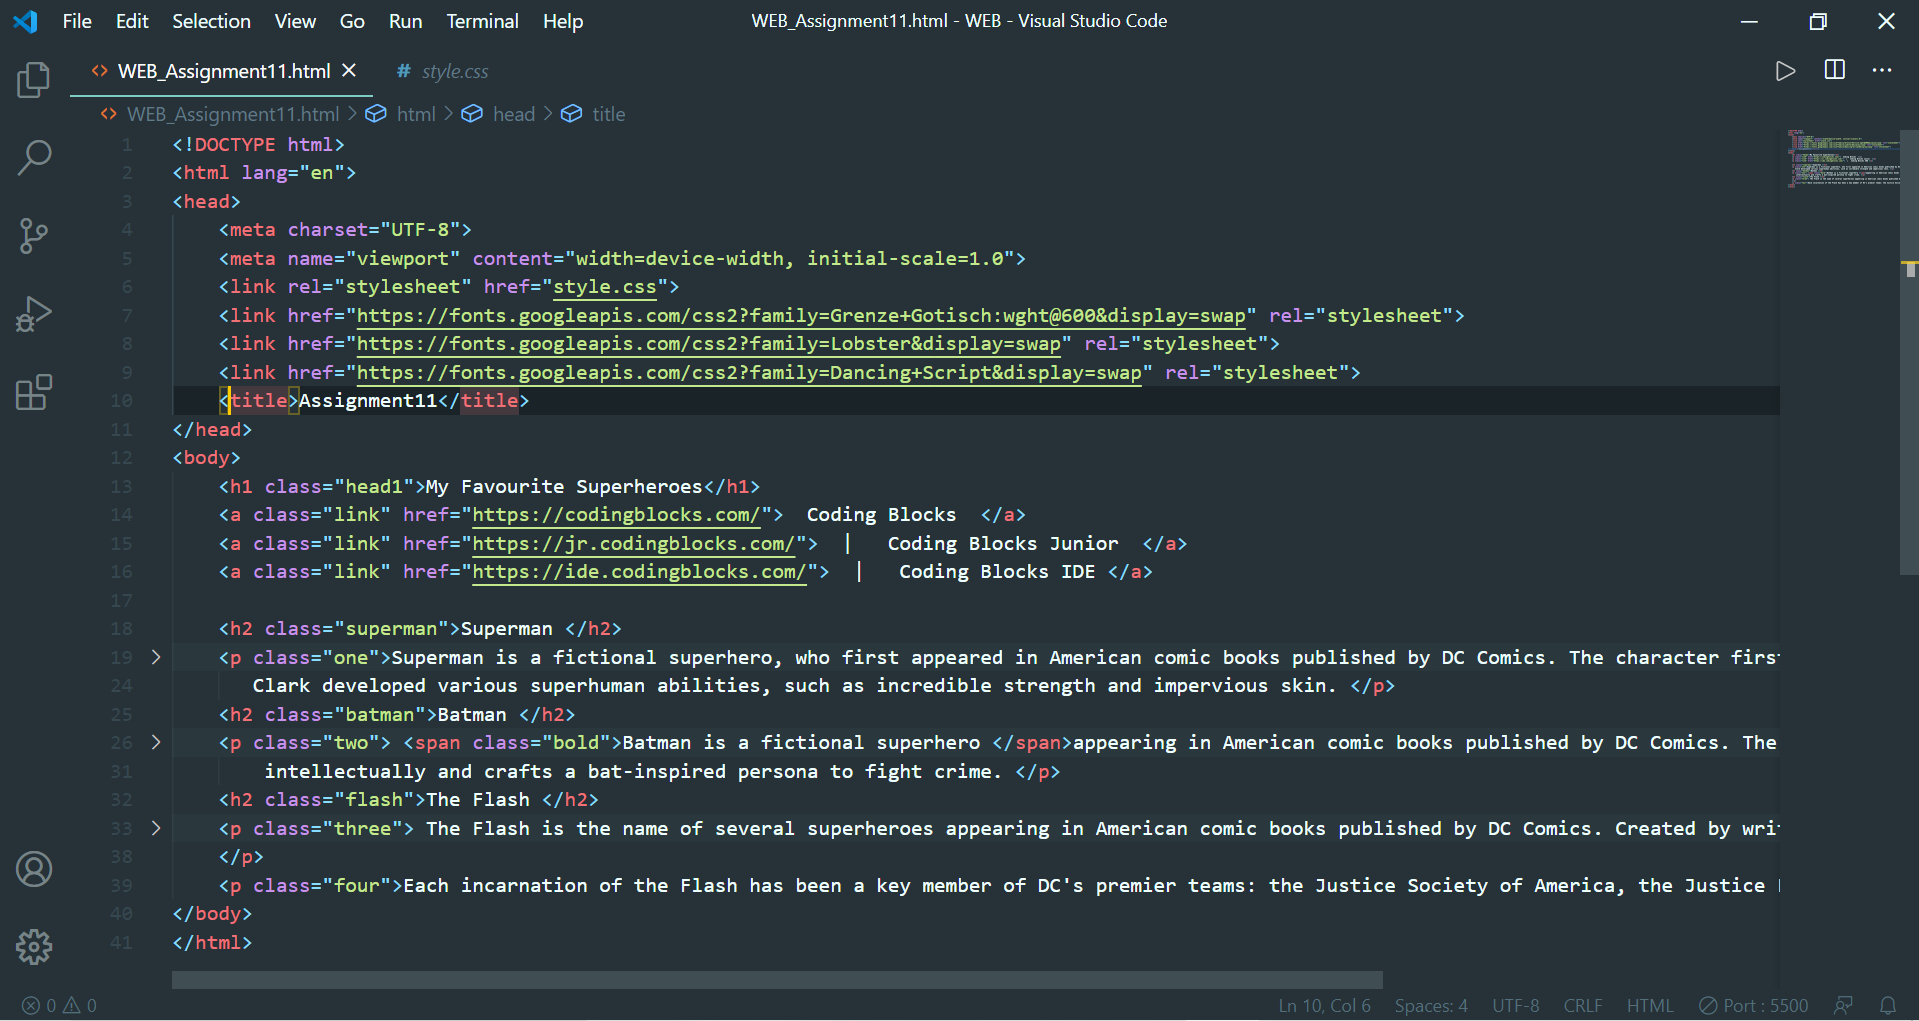 File Edit Selection View Go Run Terminal Help WEB_Assignment11.html - WEB - Visual Studio Code
WEB_Assignment11.html # style.css
WEB_Assignment11.html > html > head > title
1 <!DOCTYPE html>
2 <html lang="en">
3 <head>
4 <meta charset="UTF-8">
5 <meta name="viewport" content="width=device-width, initial-scale=1.0">
6 <link rel="stylesheet" href="style.css">
7 <link href="https://fonts.googleapis.com/css2?family=Grenze+Gotisch:wght@600&display=swap" rel="stylesheet">
8 <link href="https://fonts.googleapis.com/css2?family=Lobster&display=swap" rel="stylesheet">
9 <link href="https://fonts.googleapis.com/css2?family=Dancing+Script&display=swap" rel="stylesheet">
10 <title>Assignment11</title>
11 </head>
12 <body>
13 <h1 class="head1">My Favourite Superheroes</h1>
14 <a class="link" href="https://codingblocks.com/">  Coding Blocks  </a>
15 <a class="link" href="https://jr.codingblocks.com/">  |   Coding Blocks Junior  </a>
16 <a class="link" href="https://ide.codingblocks.com/">  |   Coding Blocks IDE </a>
17
18 <h2 class="superman">Superman </h2>
19 <p class="one">Superman is a fictional superhero, who first appeared in American comic books published by DC Comics. The character firs
24 Clark developed various superhuman abilities, such as incredible strength and impervious skin. </p>
25 <h2 class="batman">Batman </h2>
26 <p class="two"> <span class="bold">Batman is a fictional superhero </span>appearing in American comic books published by DC Comics. The
31 intellectually and crafts a bat-inspired persona to fight crime. </p>
32 <h2 class="flash">The Flash </h2>
33 <p class="three"> The Flash is the name of several superheroes appearing in American comic books published by DC Comics. Created by wri
38 </p>
39 <p class="four">Each incarnation of the Flash has been a key member of DC's premier teams: the Justice Society of America, the Justice
40 </body>
41 </html>
0 0 Ln 10, Col 6 Spaces: 4 UTF-8 CRLF HTML Port : 5500